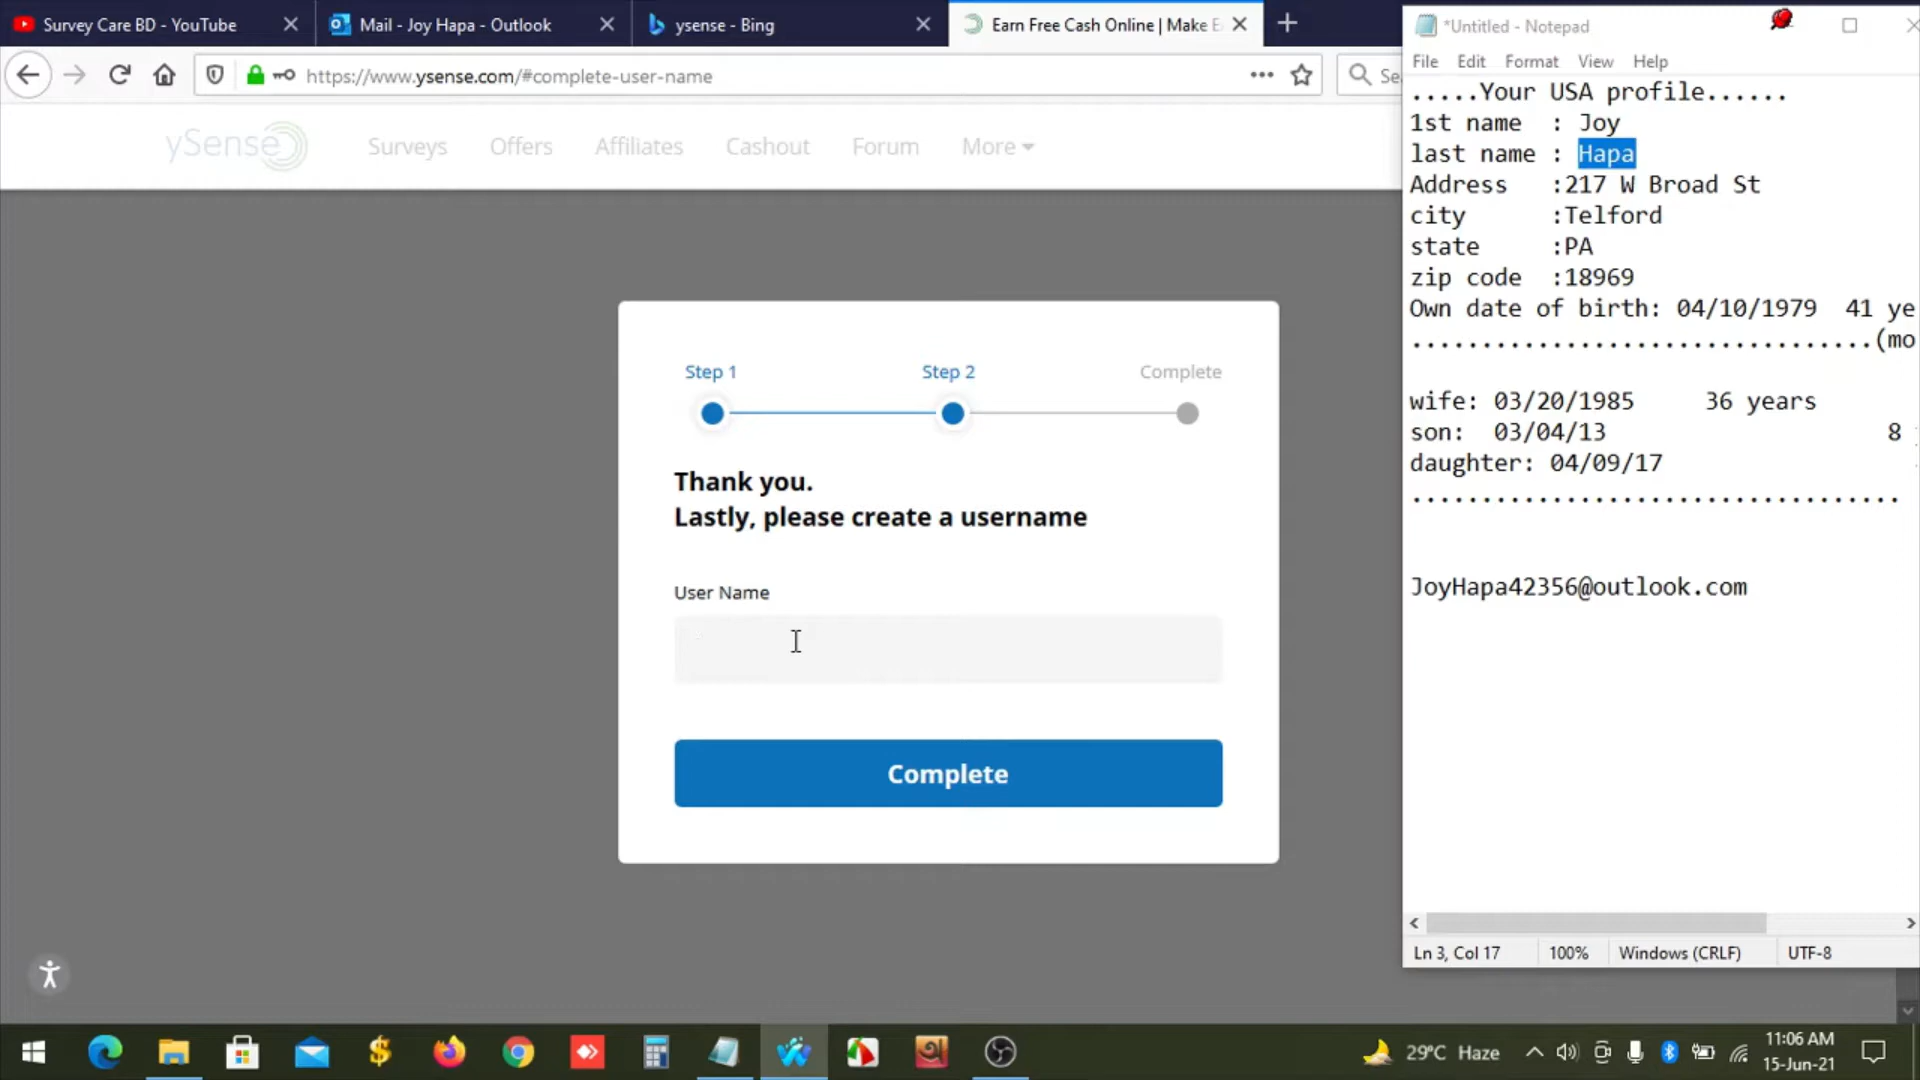 Survey Care BD - YouTube
Mail - Joy Hapa - Outlook
ysense - Bing
Earn Free Cash Online | Make E
https://www.ysense.com/#complete-user-name
Se
ySense
Surveys
Offers
Affiliates
Cashout
Forum
More
Step 1
Step 2
Complete
Thank you.
Lastly, please create a username
User Name
Complete
*Untitled - Notepad
File Edit Format View Help
.....Your USA profile......
1st name : Joy
last name : Hapa
Address :217 W Broad St
city :Telford
state :PA
zip code :18969
Own date of birth: 04/10/1979 41 ye
.................................(mo
wife: 03/20/1985 36 years
son: 03/04/13 8
daughter: 04/09/17
...................................
JoyHapa42356@outlook.com
Ln 3, Col 17 100% Windows (CRLF) UTF-8
29°C Haze
11:06 AM
15-Jun-21